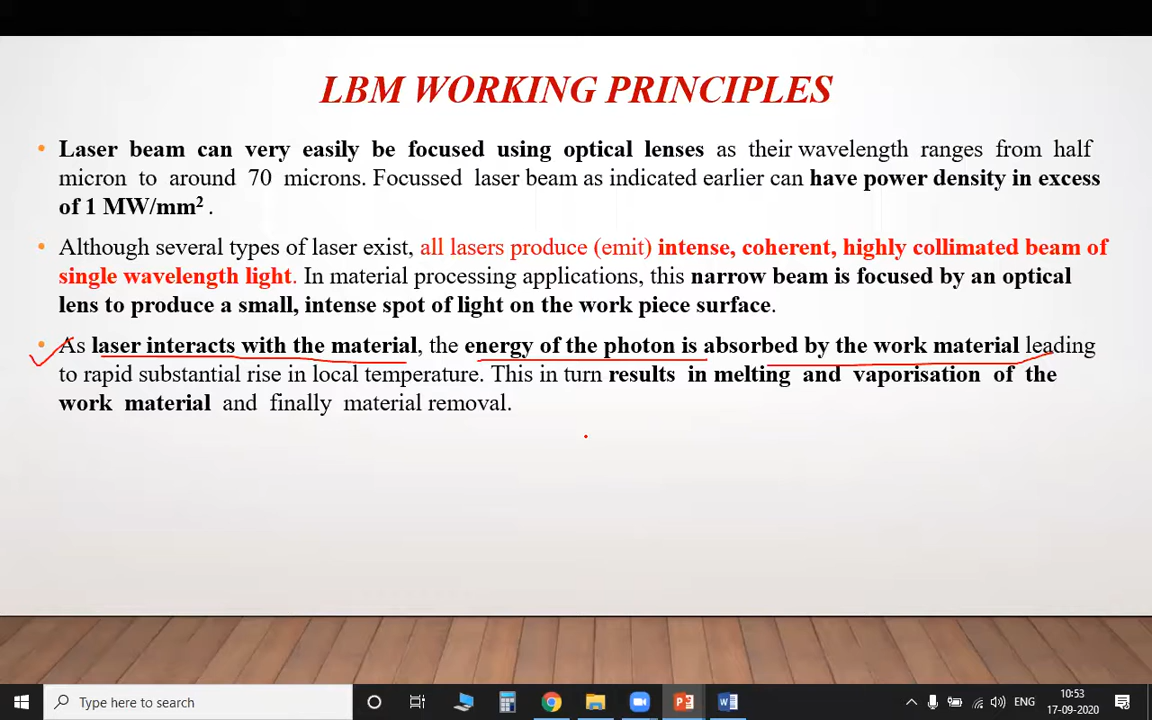 LBM WORKING PRINCIPLES
• Laser beam can very easily be focused using optical lenses as their wavelength ranges from half
micron to around 70 microns. Focussed laser beam as indicated earlier can have power density in excess
of 1 MW/mm² .
• Although several types of laser exist, all lasers produce (emit) intense, coherent, highly collimated beam of
single wavelength light. In material processing applications, this narrow beam is focused by an optical
lens to produce a small, intense spot of light on the work piece surface.
• As laser interacts with the material, the energy of the photon is absorbed by the work material leading
to rapid substantial rise in local temperature. This in turn results in melting and vaporisation of the
work material and finally material removal.
Type here to search
ENG
10:53
17-09-2020